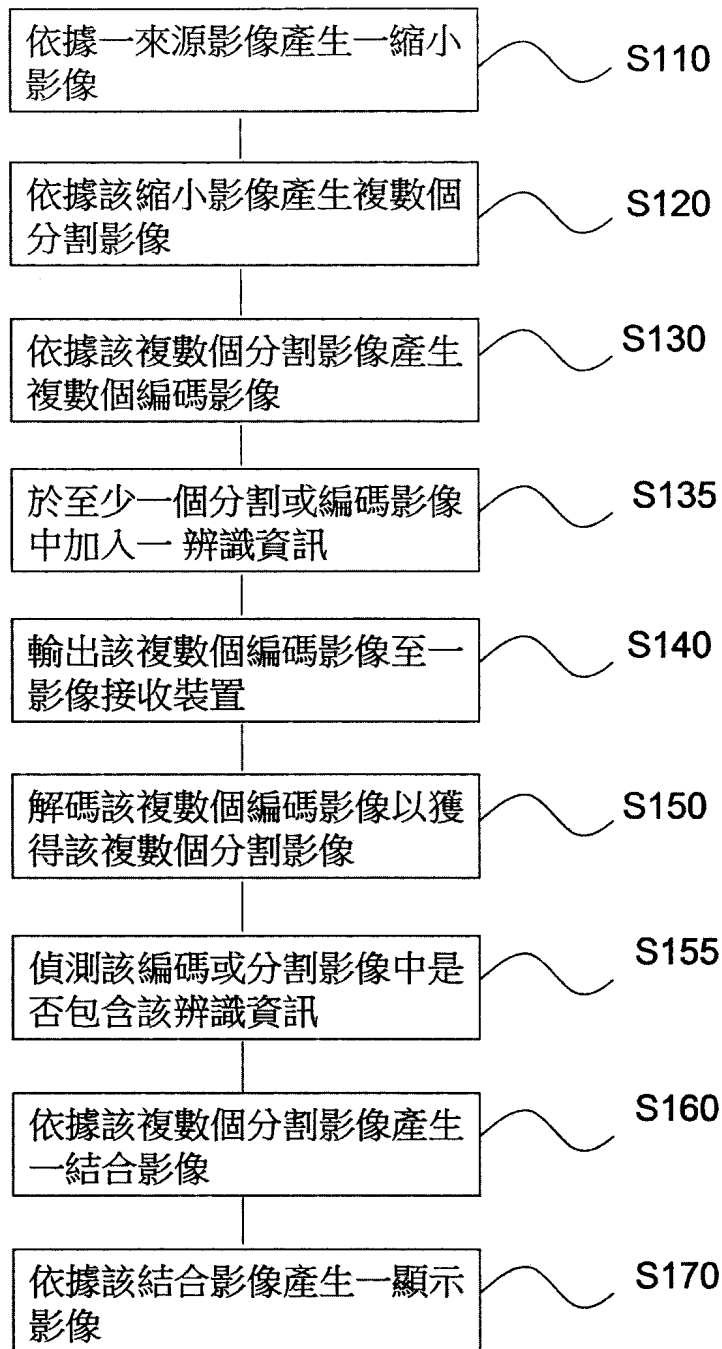 依據一來源影像產生一縮小
影像
S110
依據該縮小影像產生複數個
分割影像
S120
依據該複數個分割影像產生
複數個編碼影像
S130
於至少一個分割或編碼影像
中加入一 辨識資訊
S135
輸出該複數個編碼影像至一
影像接收裝置
S140
解碼該複數個編碼影像以獲
得該複數個分割影像
S150
偵測該編碼或分割影像中是
否包含該辨識資訊
S155
依據該複數個分割影像產生
一結合影像
S160
依據該結合影像產生一顯示
影像
S170